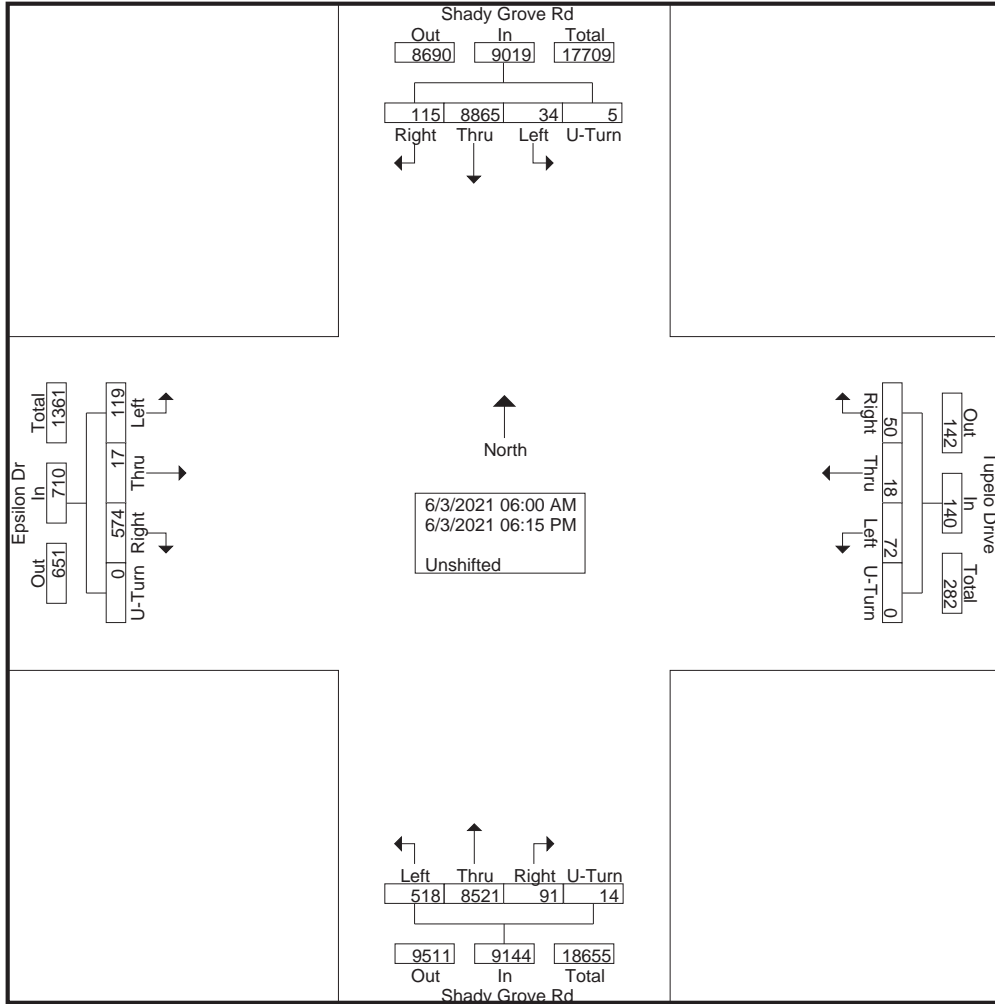 Shady Grove Rd
Out In Total
8690 9019 17709
115 8865 34 5
Right Thru Left U-Turn
Epsilon Dr
Total In Out
1361 710 651
119 17 574 0
Left Thru Right U-Turn
North
6/3/2021 06:00 AM
6/3/2021 06:15 PM
Unshifted
Right Thru Left U-Turn
50 18 72 0
Out In Total
142 140 282
Tupelo Drive
Left Thru Right U-Turn
518 8521 91 14
9511 9144 18655
Out In Total
Shady Grove Rd